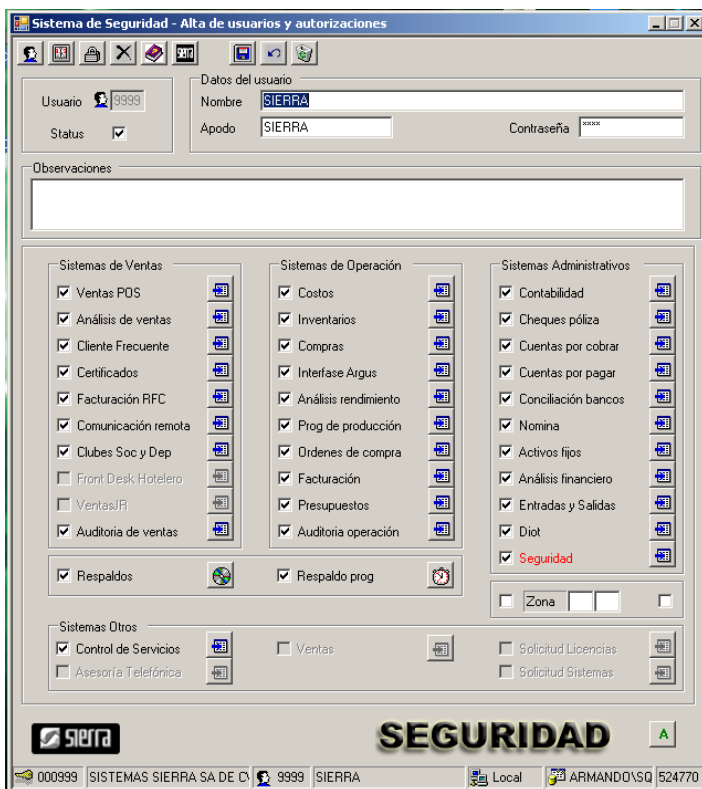 Sistema de Seguridad - Alta de usuarios y autorizaciones
Datos del usuario
Usuario 9999 Nombre SIERRA
Status Apodo SIERRA Contraseña ****
Observaciones
Sistemas de Ventas Sistemas de Operación Sistemas Administrativos
Ventas POS Costos Contabilidad
Análisis de ventas Inventarios Cheques póliza
Cliente Frecuente Compras Cuentas por cobrar
Certificados Interfase Argus Cuentas por pagar
Facturación RFC Análisis rendimiento Conciliación bancos
Comunicación remota Prog de producción Nomina
Clubes Soc y Dep Ordenes de compra Activos fijos
Front Desk Hotelero Facturación Análisis financiero
VentasJR Presupuestos Entradas y Salidas
Auditoria de ventas Auditoria operación Diot
Seguridad
Respaldos Respaldo prog
Zona
Sistemas Otros
Control de Servicios Ventas Solicitud Licencias
Asesoría Telefónica Solicitud Sistemas
sierra SEGURIDAD A
000999 SISTEMAS SIERRA SA DE 9999 SIERRA Local ARMANDO\SQ 524770